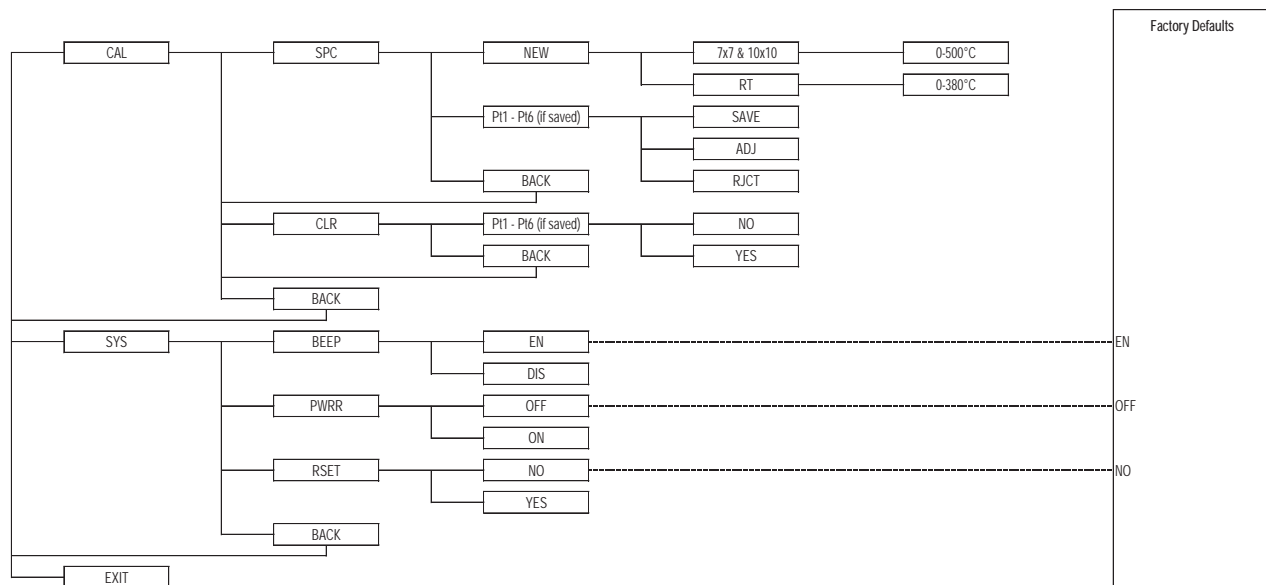 Factory Defaults
CAL SPC NEW 7x7 & 10x10 0-500°C
RT 0-380°C
Pt1 - Pt6 (if saved) SAVE
ADJ
BACK RJCT
CLR Pt1 - Pt6 (if saved) NO
BACK YES
BACK
SYS BEEP EN EN
DIS
PWRR OFF OFF
ON
RSET NO NO
YES
BACK
EXIT